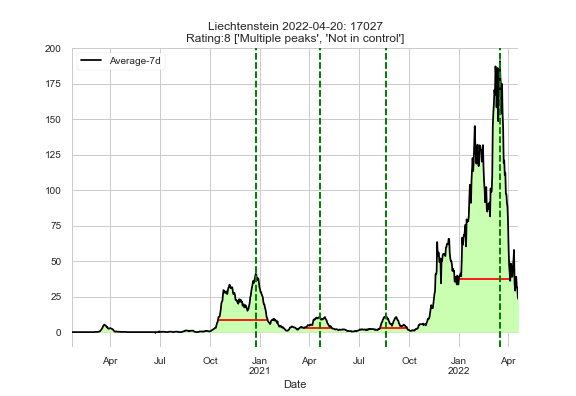 Liechtenstein 2022-04-20: 17027
Rating:8 ['Multiple peaks', 'Not in control']
Average-7d
200
175
150
125
100
75
50
25
0
Apr Jul Oct Jan Apr Jul Oct Jan Apr
2021 2022
Date